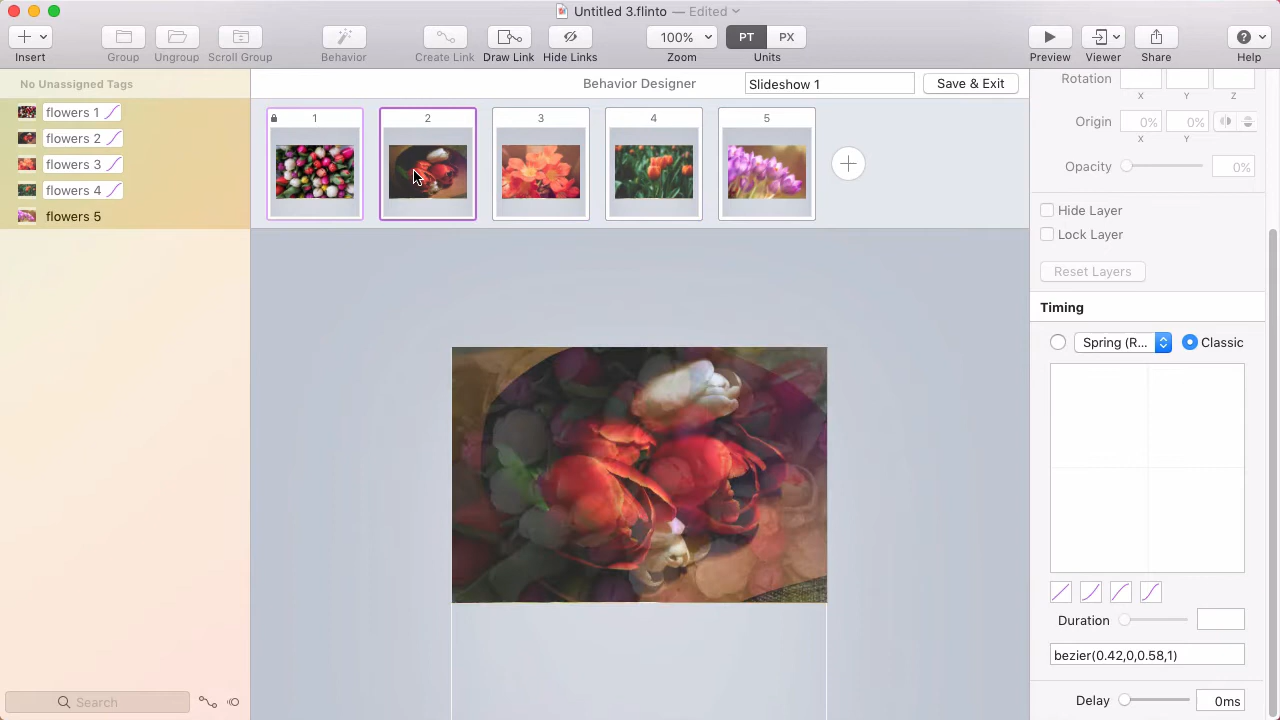 Untitled 3.flinto — Edited
Insert Group Ungroup Scroll Group Behavior Create Link Draw Link Hide Links 100% Zoom PT PX Units Preview Viewer Share Help
No Unassigned Tags
flowers 1
flowers 2
flowers 3
flowers 4
flowers 5
Search
Behavior Designer Slideshow 1 Save & Exit
1 2 3 4 5
Rotation
X Y Z
Origin 0% 0%
X Y
Opacity 0%
Hide Layer
Lock Layer
Reset Layers
Timing
Spring (R... Classic
Duration
bezier(0.42,0,0.58,1)
Delay 0ms